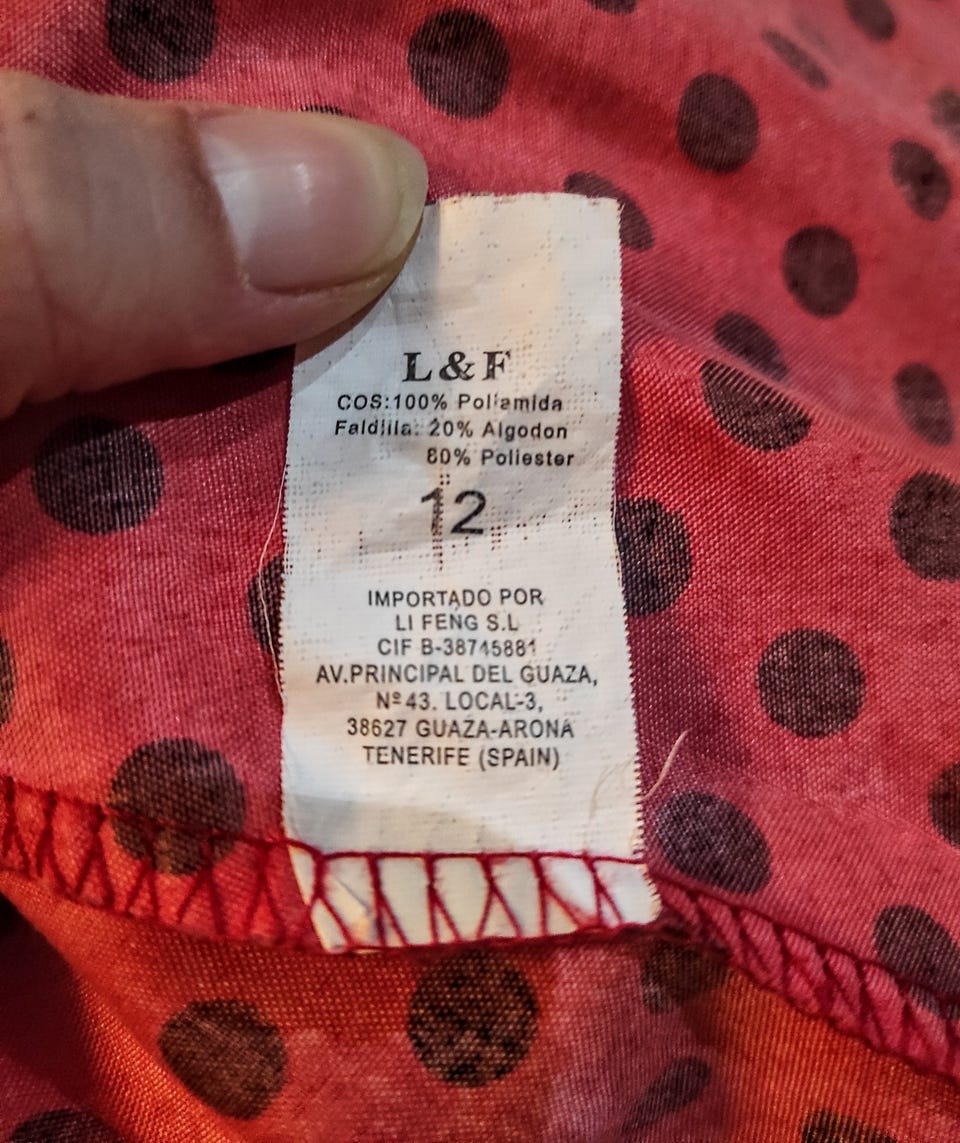 L & F
COS:100% Poliamida
Faldilla: 20% Algodon
80% Poliester
12
IMPORTADO POR
LI FENG S.L
CIF B-38745881
AV.PRINCIPAL DEL GUAZA,
Nº43. LOCAL-3,
38627 GUAZA-ARONA
TENERIFE (SPAIN)